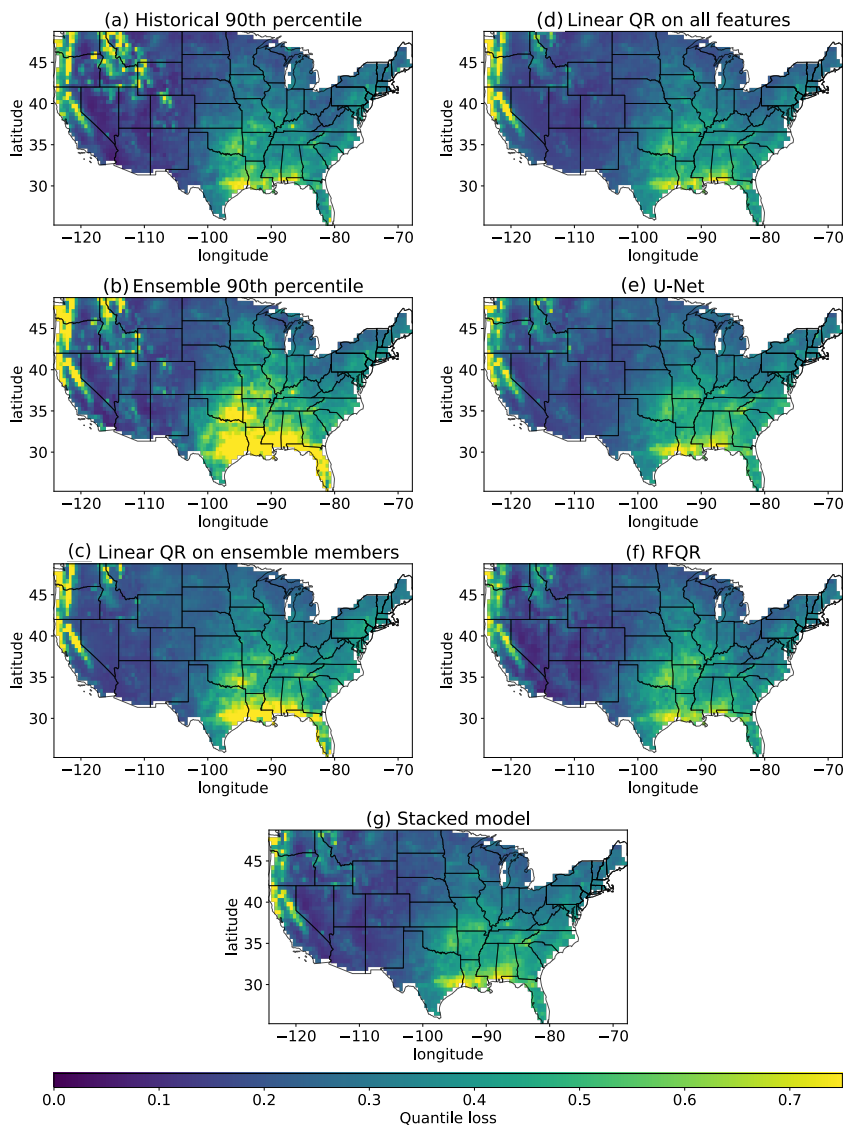 (a) Historical 90th percentile
45
40
35
30
latitude
−120 −110 −100 −90 −80 −70
longitude
(d) Linear QR on all features
45
40
35
30
latitude
−120 −110 −100 −90 −80 −70
longitude
(b) Ensemble 90th percentile
45
40
35
30
latitude
−120 −110 −100 −90 −80 −70
longitude
(e) U-Net
45
40
35
30
latitude
−120 −110 −100 −90 −80 −70
longitude
(c) Linear QR on ensemble members
45
40
35
30
latitude
−120 −110 −100 −90 −80 −70
longitude
(f) RFQR
45
40
35
30
latitude
−120 −110 −100 −90 −80 −70
longitude
(g) Stacked model
45
40
35
30
latitude
−120 −110 −100 −90 −80 −70
longitude
0.0 0.1 0.2 0.3 0.4 0.5 0.6 0.7
Quantile loss